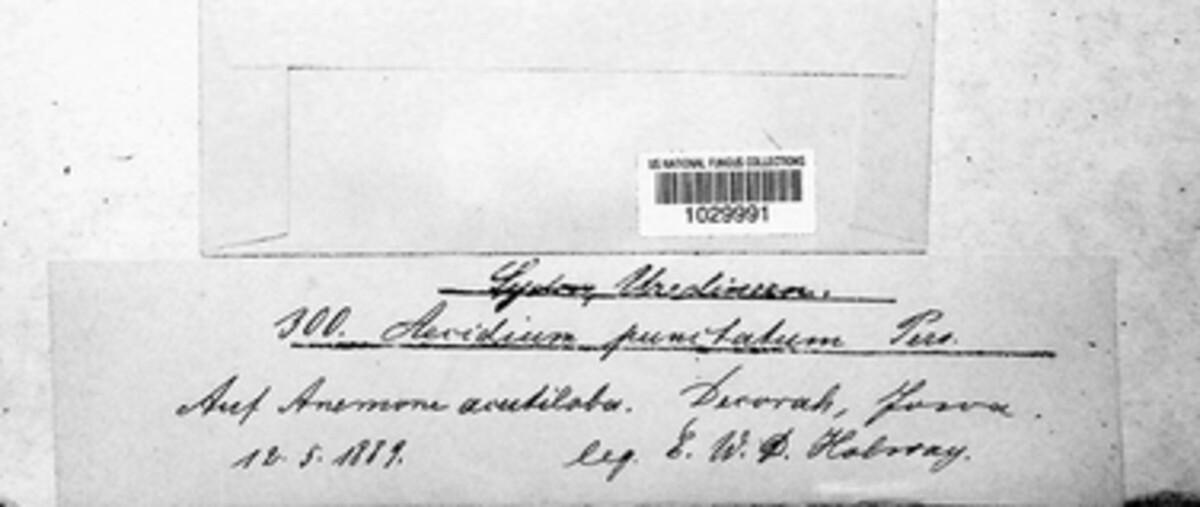 US NATIONAL FUNGUS COLLECTIONS
1029991
Sydow, Uredineen.
300. Aecidium punctatum Pers.
Auf Anemone acutiloba. Decorah, Jowa.
12. 5. 1889. leg. E. W. D. Holway.